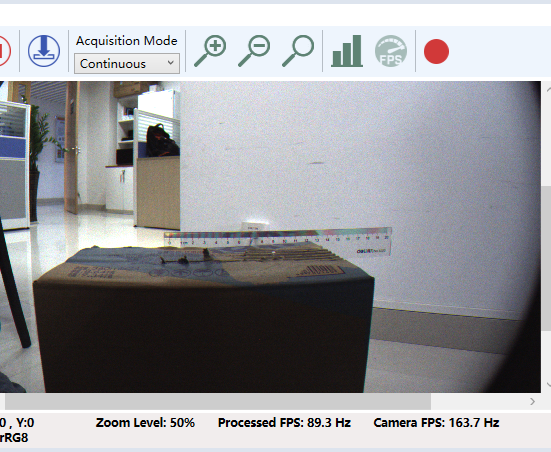 Acquisition Mode
Continuous
FPS
0 , Y:0 Zoom Level: 50% Processed FPS: 89.3 Hz Camera FPS: 163.7 Hz
rRG8